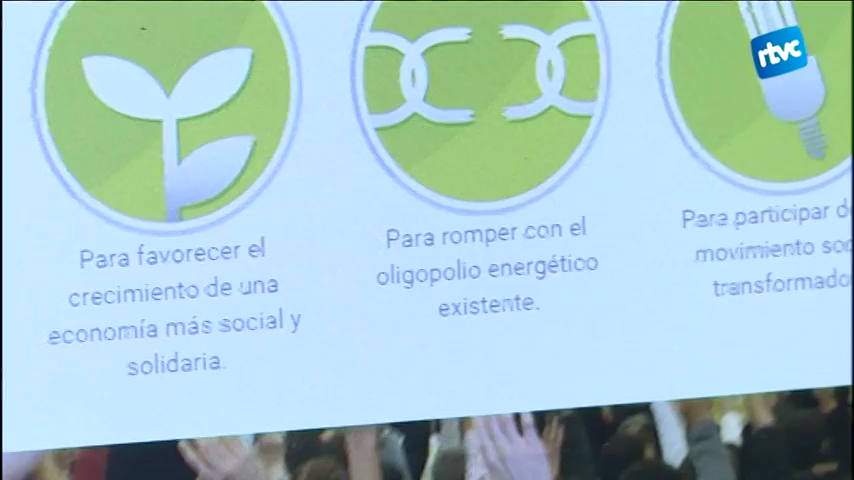 rtvc
Para favorecer el
crecimiento de una
economía más social y
solidaria.
Para romper con el
oligopolio energético
existente.
Para participar
movimiento
transformado